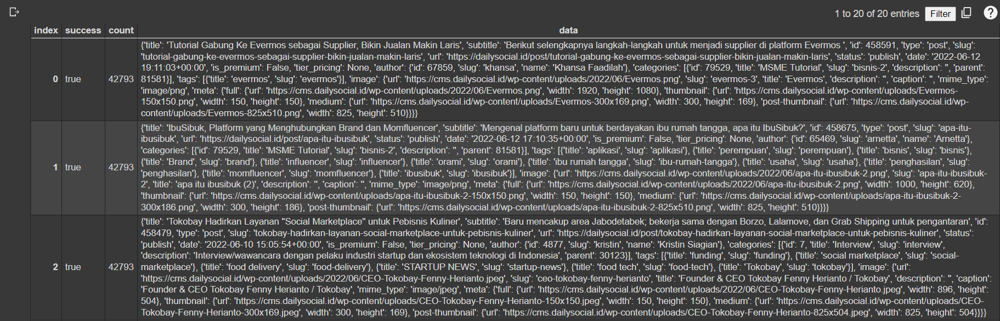 1 to 20 of 20 entries Filter
index success count data
{'title': 'Tutorial Gabung Ke Evermos sebagai Supplier, Bikin Jualan Makin Laris', 'subtitle': 'Berikut selengkapnya langkah-langkah untuk menjadi supplier di platform Evermos ', 'id': 458591, 'type': 'post', 'slug':
'tutorial-gabung-ke-evermos-sebagai-supplier-bikin-jualan-makin-laris', 'url': 'https://dailysocial.id/post/tutorial-gabung-ke-evermos-sebagai-supplier-bikin-jualan-makin-laris', 'status': 'publish', 'date': '2022-06-12
19:11:03+00:00', 'is_premium': False, 'tier_pricing': None, 'author': {'id': 67859, 'slug': 'khansa', 'name': 'Khansa Faadilah'}, 'categories': [{'id': 79529, 'title': 'MSME Tutorial', 'slug': 'bisnis-2', 'description': '', 'parent':
0 true 42793 81581}], 'tags': [{'title': 'evermos', 'slug': 'evermos'}], 'image': {'url': 'https://cms.dailysocial.id/wp-content/uploads/2022/06/Evermos.png', 'slug': 'evermos-3', 'title': 'Evermos', 'description': '', 'caption': '', 'mime_type':
'image/png', 'meta': {'full': {'url': 'https://cms.dailysocial.id/wp-content/uploads/2022/06/Evermos.png', 'width': 1920, 'height': 1080}, 'thumbnail': {'url': 'https://cms.dailysocial.id/wp-content/uploads/Evermos-
150x150.png', 'width': 150, 'height': 150}, 'medium': {'url': 'https://cms.dailysocial.id/wp-content/uploads/Evermos-300x169.png', 'width': 300, 'height': 169}, 'post-thumbnail': {'url': 'https://cms.dailysocial.id/wp-
content/uploads/Evermos-825x510.png', 'width': 825, 'height': 510}}}}
{'title': 'IbuSibuk, Platform yang Menghubungkan Brand dan Momfluencer', 'subtitle': 'Mengenal platform baru untuk berdayakan ibu rumah tangga, apa itu IbuSibuk?', 'id': 458675, 'type': 'post', 'slug': 'apa-itu-
ibusibuk', 'url': 'https://dailysocial.id/post/apa-itu-ibusibuk', 'status': 'publish', 'date': '2022-06-12 17:10:35+00:00', 'is_premium': False, 'tier_pricing': None, 'author': {'id': 65469, 'slug': 'arnetta', 'name': 'Arnetta'},
'categories': [{'id': 79529, 'title': 'MSME Tutorial', 'slug': 'bisnis-2', 'description': '', 'parent': 81581}], 'tags': [{'title': 'aplikasi', 'slug': 'aplikasi'}, {'title': 'perempuan', 'slug': 'perempuan'}, {'title': 'bisnis', 'slug': 'bisnis'},
1 true 42793 {'title': 'Brand', 'slug': 'brand'}, {'title': 'influencer', 'slug': 'influencer'}, {'title': 'orami', 'slug': 'orami'}, {'title': 'ibu rumah tangga', 'slug': 'ibu-rumah-tangga'}, {'title': 'usaha', 'slug': 'usaha'}, {'title': 'penghasilan', 'slug':
'penghasilan'}, {'title': 'momfluencer', 'slug': 'momfluencer'}, {'title': 'ibusibuk', 'slug': 'ibusibuk'}], 'image': {'url': 'https://cms.dailysocial.id/wp-content/uploads/2022/06/apa-itu-ibusibuk-2.png', 'slug': 'apa-itu-ibusibuk-
2', 'title': 'apa itu ibusibuk (2)', 'description': '', 'caption': '', 'mime_type': 'image/png', 'meta': {'full': {'url': 'https://cms.dailysocial.id/wp-content/uploads/2022/06/apa-itu-ibusibuk-2.png', 'width': 1000, 'height': 620},
'thumbnail': {'url': 'https://cms.dailysocial.id/wp-content/uploads/apa-itu-ibusibuk-2-150x150.png', 'width': 150, 'height': 150}, 'medium': {'url': 'https://cms.dailysocial.id/wp-content/uploads/apa-itu-ibusibuk-2-
300x186.png', 'width': 300, 'height': 186}, 'post-thumbnail': {'url': 'https://cms.dailysocial.id/wp-content/uploads/apa-itu-ibusibuk-2-825x510.png', 'width': 825, 'height': 510}}}}
{'title': 'Tokobay Hadirkan Layanan "Social Marketplace" untuk Pebisnis Kuliner', 'subtitle': 'Baru mencakup area Jabodetabek; bekerja sama dengan Borzo, Lalamove, dan Grab Shipping untuk pengantaran', 'id':
458479, 'type': 'post', 'slug': 'tokobay-hadirkan-layanan-social-marketplace-untuk-pebisnis-kuliner', 'url': 'https://dailysocial.id/post/tokobay-hadirkan-layanan-social-marketplace-untuk-pebisnis-kuliner', 'status':
'publish', 'date': '2022-06-10 15:05:54+00:00', 'is_premium': False, 'tier_pricing': None, 'author': {'id': 4877, 'slug': 'kristin', 'name': 'Kristin Siagian'}, 'categories': [{'id': 7, 'title': 'Interview', 'slug': 'interview',
'description': 'Interview/wawancara dengan pelaku industri startup dan ekosistem teknologi di Indonesia', 'parent': 30123}], 'tags': [{'title': 'funding', 'slug': 'funding'}, {'title': 'social marketplace', 'slug': 'social-
2 true 42793 marketplace'}, {'title': 'food delivery', 'slug': 'food-delivery'}, {'title': 'STARTUP NEWS', 'slug': 'startup-news'}, {'title': 'food tech', 'slug': 'food-tech'}, {'title': 'Tokobay', 'slug': 'tokobay'}], 'image': {'url':
'https://cms.dailysocial.id/wp-content/uploads/2022/06/CEO-Tokobay-Fenny-Herianto.jpeg', 'slug': 'ceo-tokobay-fenny-herianto', 'title': 'Founder & CEO Tokobay Fenny Herianto / Tokobay', 'description': '', 'caption':
'Founder & CEO Tokobay Fenny Herianto / Tokobay', 'mime_type': 'image/jpeg', 'meta': {'full': {'url': 'https://cms.dailysocial.id/wp-content/uploads/2022/06/CEO-Tokobay-Fenny-Herianto.jpeg', 'width': 896, 'height':
504}, 'thumbnail': {'url': 'https://cms.dailysocial.id/wp-content/uploads/CEO-Tokobay-Fenny-Herianto-150x150.jpeg', 'width': 150, 'height': 150}, 'medium': {'url': 'https://cms.dailysocial.id/wp-content/uploads/CEO-
Tokobay-Fenny-Herianto-300x169.jpeg', 'width': 300, 'height': 169}, 'post-thumbnail': {'url': 'https://cms.dailysocial.id/wp-content/uploads/CEO-Tokobay-Fenny-Herianto-825x504.jpeg', 'width': 825, 'height': 504}}}}